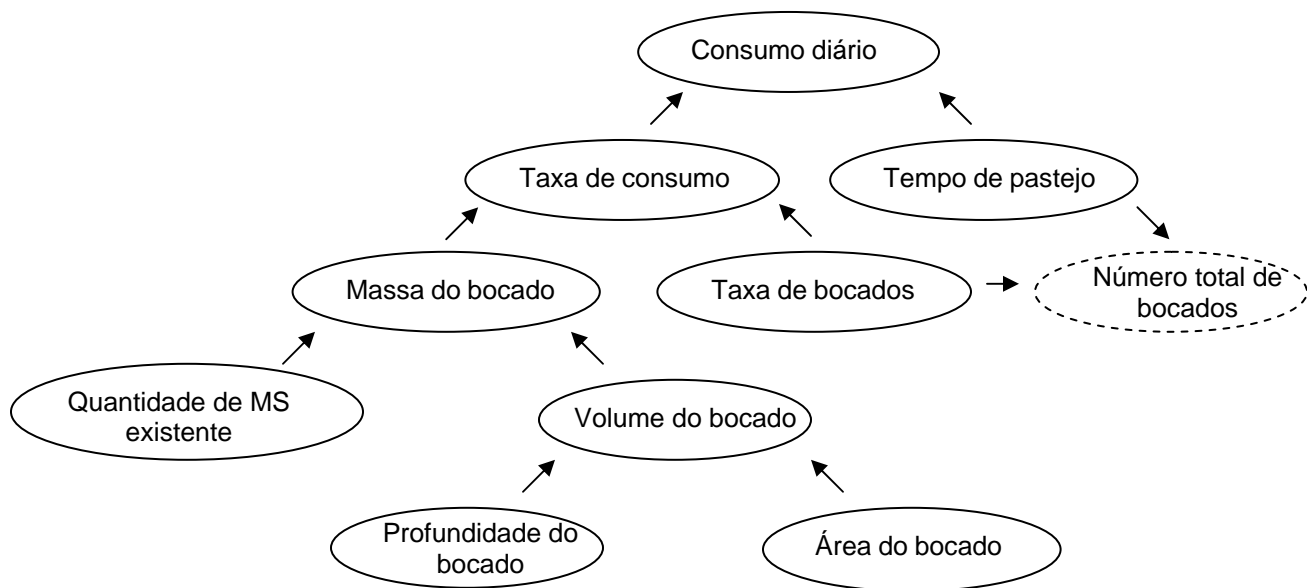 Consumo diário
Taxa de consumo
Tempo de pastejo
Massa do bocado
Taxa de bocados
Número total de
bocados
Quantidade de MS
existente
Volume do bocado
Profundidade do
bocado
Área do bocado